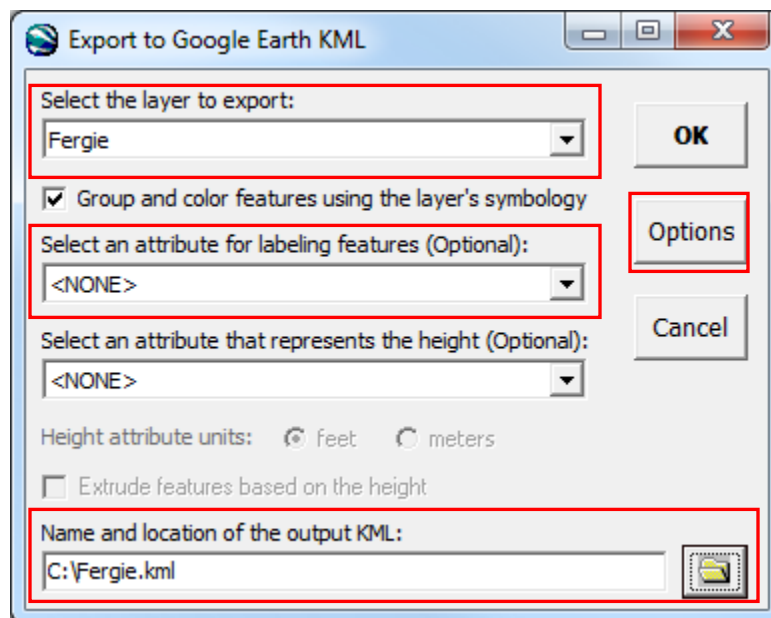 Export to Google Earth KML
Select the layer to export:
Fergie
OK
Group and color features using the layer's symbology
Select an attribute for labeling features (Optional):
Options
<NONE>
Select an attribute that represents the height (Optional):
Cancel
<NONE>
Height attribute units: feet meters
Extrude features based on the height
Name and location of the output KML:
C:\Fergie.kml